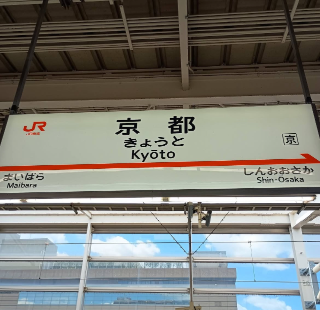 JR
京都
京
きょうと
Kyōto
まいばら
Maibara
しんおおさか
Shin-Osaka